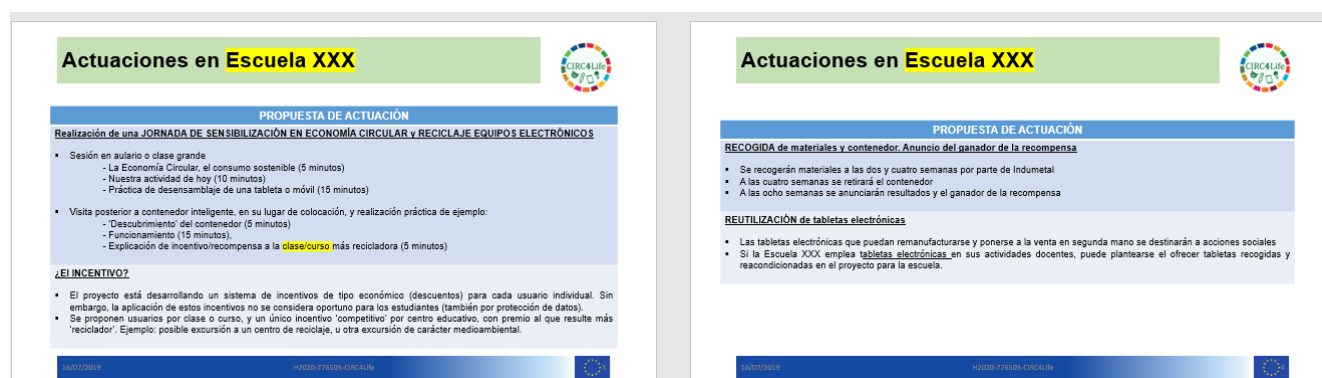 Actuaciones en Escuela XXX
CIRC4Life
PROPUESTA DE ACTUACIÓN
Realización de una JORNADA DE SENSIBILIZACIÓN EN ECONOMÍA CIRCULAR y RECICLAJE EQUIPOS ELECTRÓNICOS
▪ Sesión en aulario o clase grande
- La Economía Circular, el consumo sostenible (5 minutos)
- Nuestra actividad de hoy (10 minutos)
- Práctica de desensamblaje de una tableta o móvil (15 minutos)
▪ Visita posterior a contenedor inteligente, en su lugar de colocación, y realización práctica de ejemplo:
- 'Descubrimiento' del contenedor (5 minutos)
- Funcionamiento (15 minutos),
- Explicación de incentivo/recompensa a la clase/curso más recicladora (5 minutos)
¿El INCENTIVO?
▪ El proyecto está desarrollando un sistema de incentivos de tipo económico (descuentos) para cada usuario individual. Sin
embargo, la aplicación de estos incentivos no se considera oportuno para los estudiantes (también por protección de datos).
▪ Se proponen usuarios por clase o curso, y un único incentivo 'competitivo' por centro educativo, con premio al que resulte más
'reciclador'. Ejemplo: posible excursión a un centro de reciclaje, u otra excursión de carácter medioambiental.
16/07/2019
H2020-776503-CIRC4Life
3
Actuaciones en Escuela XXX
CIRC4Life
PROPUESTA DE ACTUACIÓN
RECOGIDA de materiales y contenedor. Anuncio del ganador de la recompensa
▪ Se recogerán materiales a las dos y cuatro semanas por parte de Indumetal
▪ A las cuatro semanas se retirará el contenedor
▪ A las ocho semanas se anunciarán resultados y el ganador de la recompensa
REUTILIZACIÓN de tabletas electrónicas
▪ Las tabletas electrónicas que puedan remanufacturarse y ponerse a la venta en segunda mano se destinarán a acciones sociales
▪ Si la Escuela XXX emplea tabletas electrónicas en sus actividades docentes, puede plantearse el ofrecer tabletas recogidas y
reacondicionadas en el proyecto para la escuela.
16/07/2019
H2020-776503-CIRC4Life
4